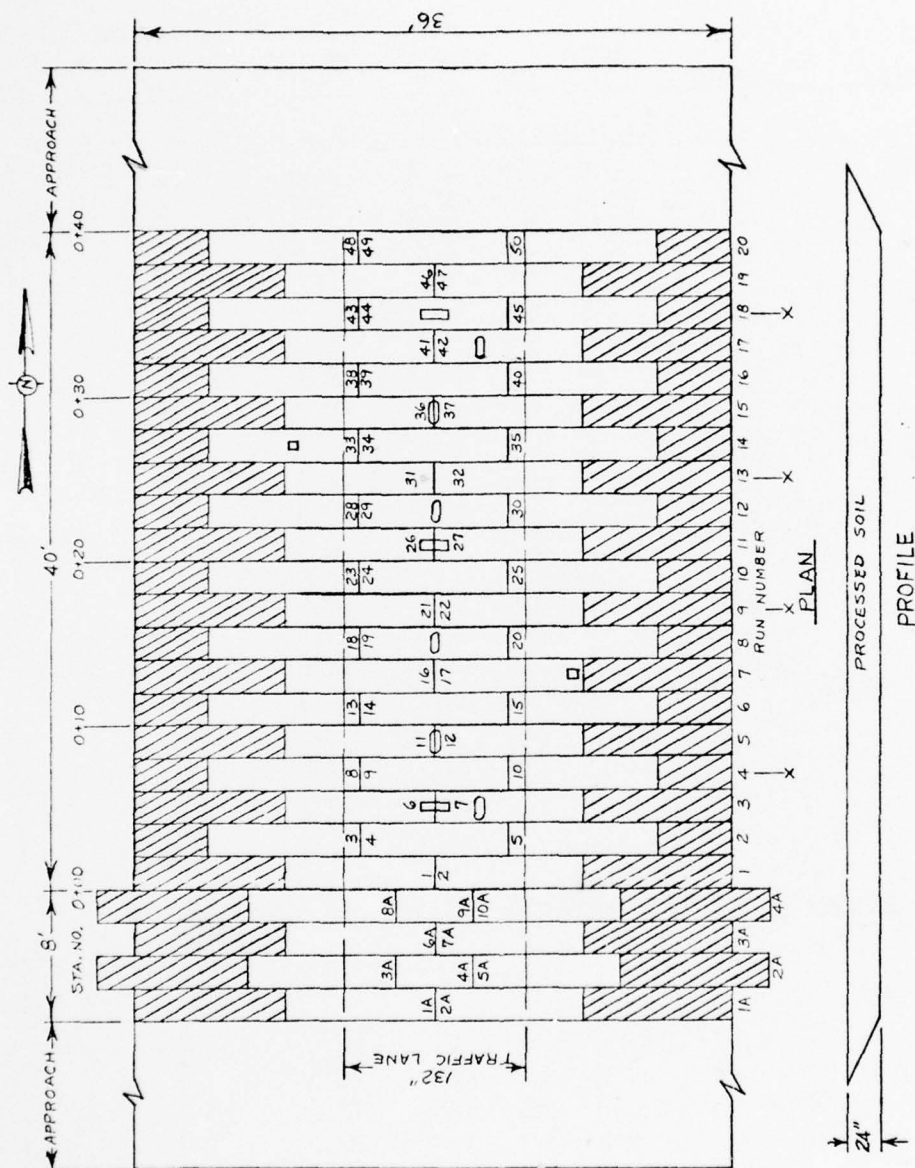 36'
APPROACH
APPROACH
40'
8'
N
STA. NO.
0+00
0+10
0+20
0+30
0+40
132"
TRAFFIC LANE
1A
2A
3A
4A
5A
6A
7A
8A
9A
10A
1
2
3
4
5
6
7
8
9
10
11
12
13
14
15
16
17
18
19
20
21
22
23
24
25
26
27
28
29
30
31
32
33
34
35
36
37
38
39
40
41
42
43
44
45
46
47
48
49
50
1A 2A 3A 4A 1 2 3 4 5 6 7 8 9 10 11 12 13 14 15 16 17 18 19 20
X X X X
RUN NUMBER
PLAN
PROCESSED SOIL
24"
PROFILE